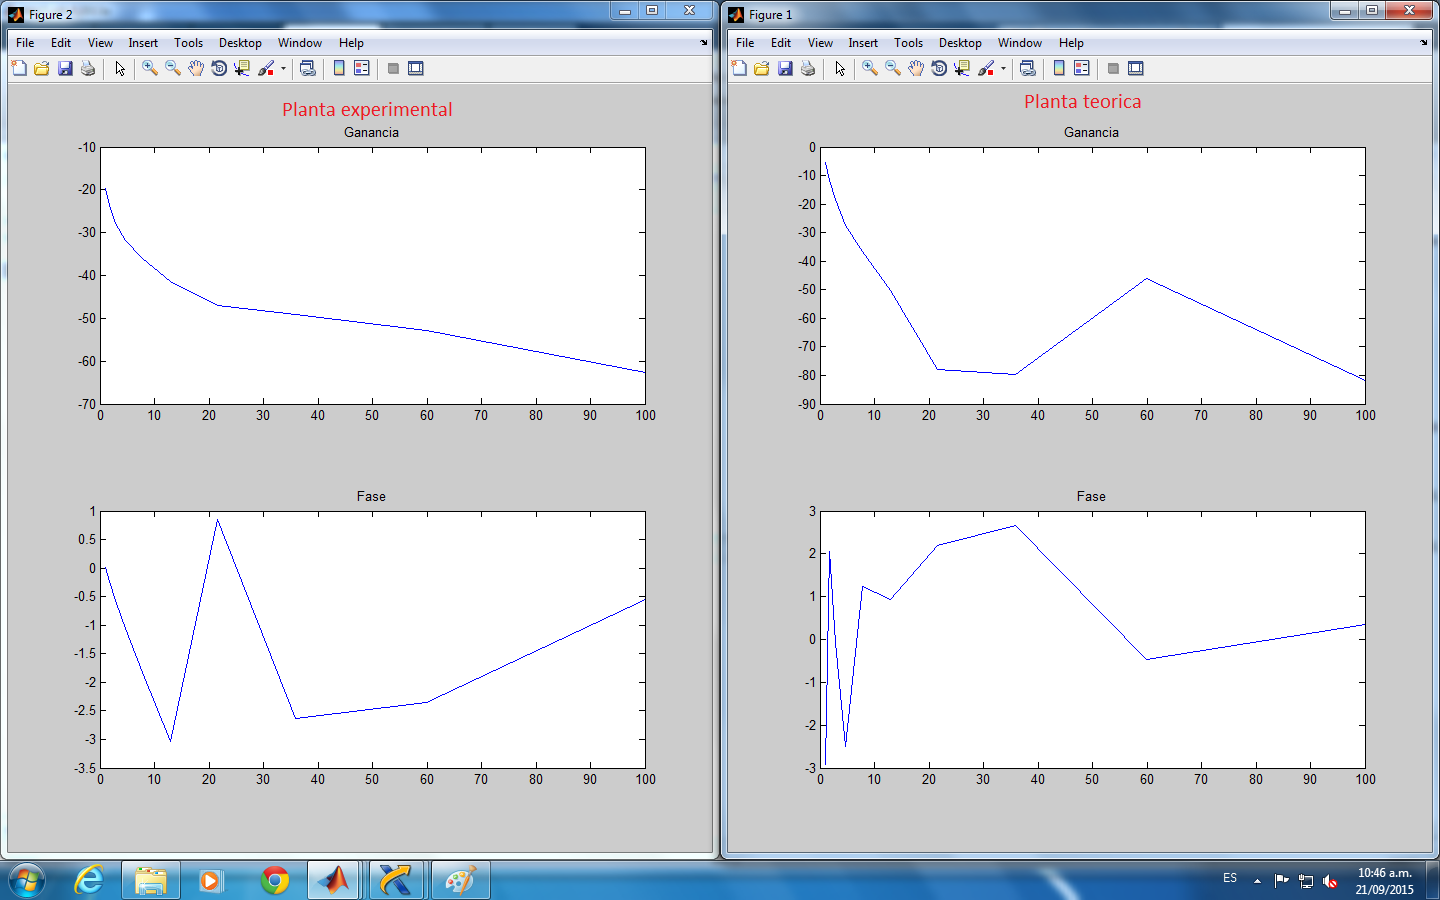 Figure 2
File Edit View Insert Tools Desktop Window Help
Planta experimental
Ganancia
-10
-20
-30
-40
-50
-60
-70
0 10 20 30 40 50 60 70 80 90 100
Fase
1
0.5
0
-0.5
-1
-1.5
-2
-2.5
-3
-3.5
0 10 20 30 40 50 60 70 80 90 100
Figure 1
File Edit View Insert Tools Desktop Window Help
Planta teorica
Ganancia
0
-10
-20
-30
-40
-50
-60
-70
-80
-90
0 10 20 30 40 50 60 70 80 90 100
Fase
3
2
1
0
-1
-2
-3
0 10 20 30 40 50 60 70 80 90 100
ES
10:46 a.m.
21/09/2015